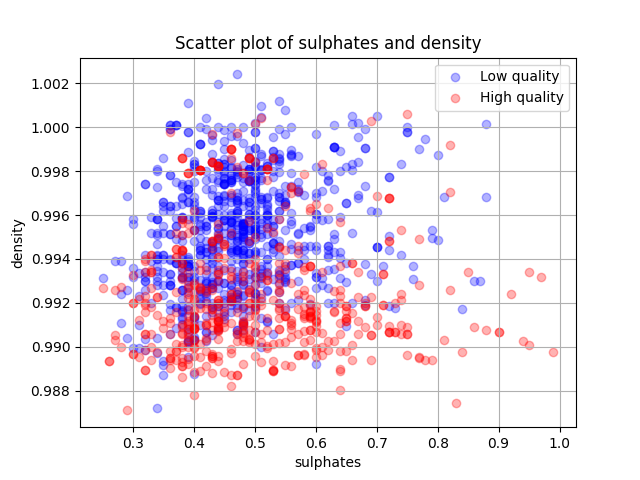 Scatter plot of sulphates and density
Low quality
High quality
1.002
1.000
0.998
0.996
0.994
0.992
0.990
0.988
density
0.3 0.4 0.5 0.6 0.7 0.8 0.9 1.0
sulphates